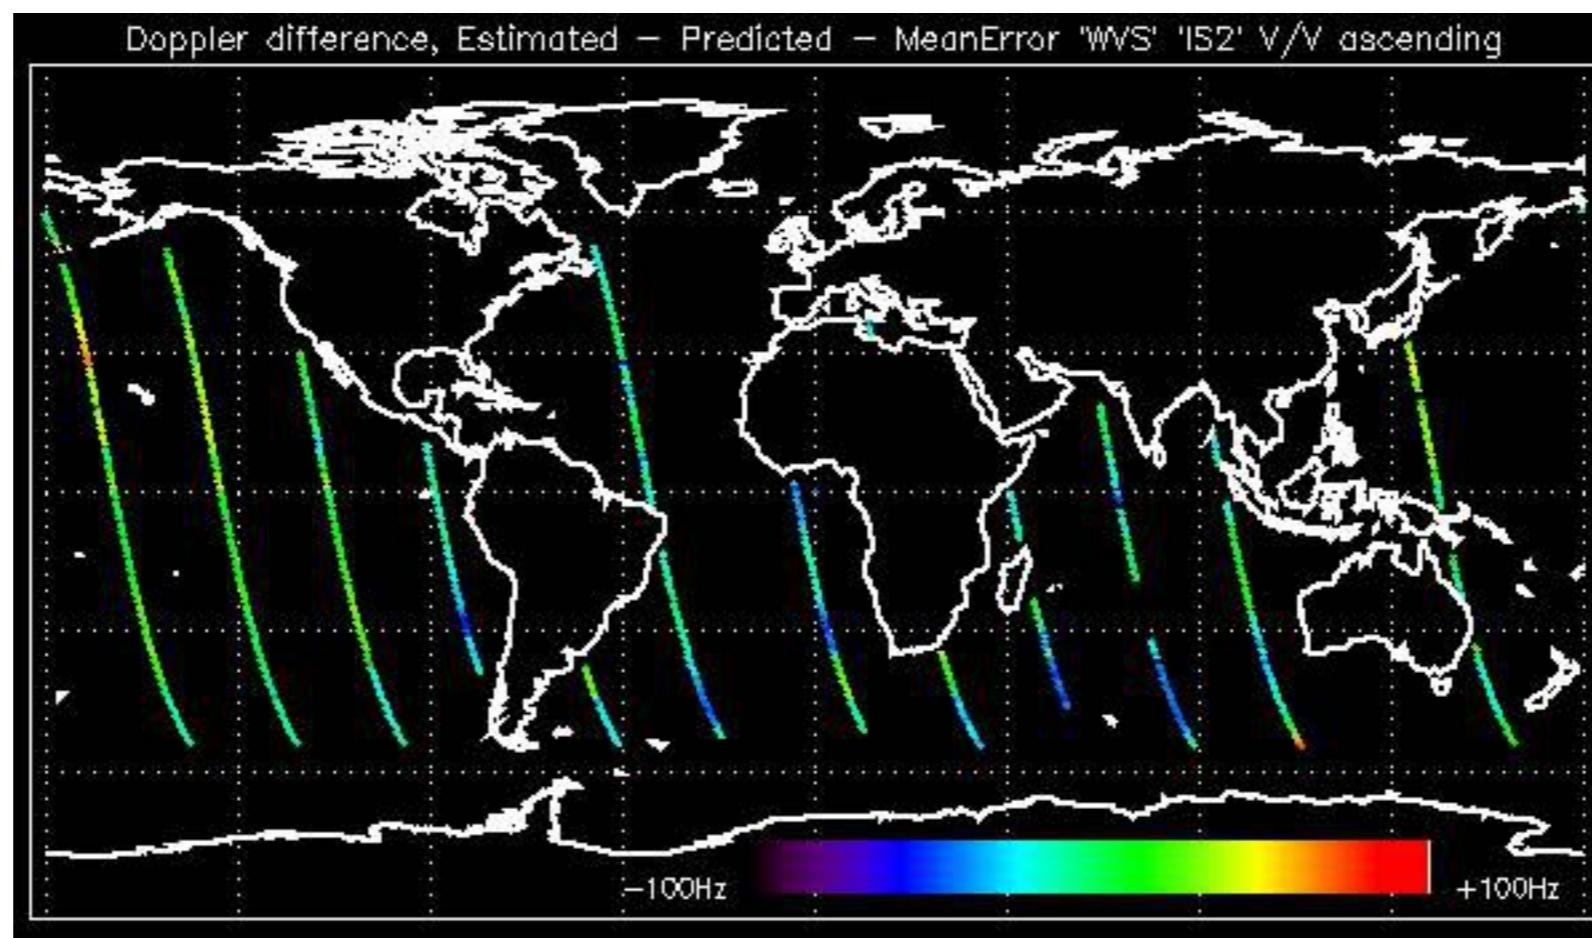 Doppler difference, Estimated – Predicted – MeanError 'WVS' 'IS2' V/V ascending
–100Hz
+100Hz